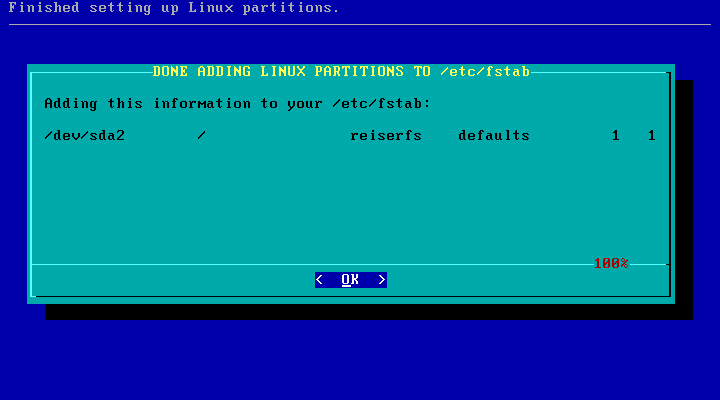 Finished setting up Linux partitions.
DONE ADDING LINUX PARTITIONS TO /etc/fstab
Adding this information to your /etc/fstab:
/dev/sda2 / reiserfs defaults 1 1
100%
< OK >